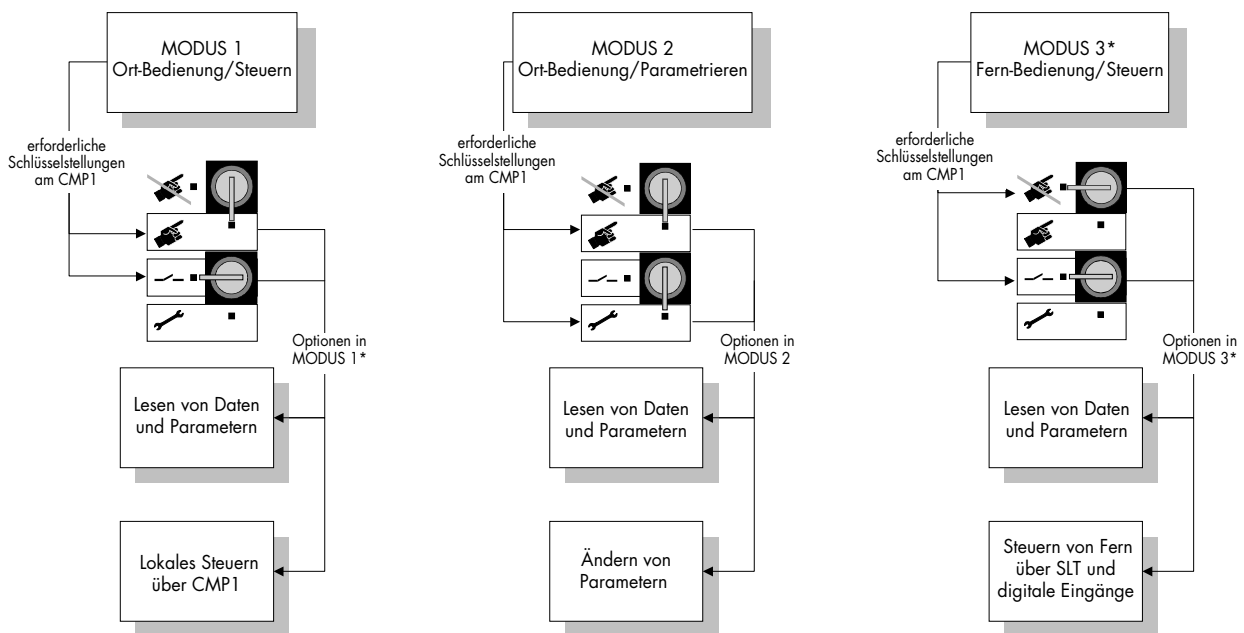 MODUS 1
Ort-Bedienung/Steuern
erforderliche
Schlüsselstellungen
am CMP1
Optionen in
MODUS 1*
Lesen von Daten
und Parametern
Lokales Steuern
über CMP1
MODUS 2
Ort-Bedienung/Parametrieren
erforderliche
Schlüsselstellungen
am CMP1
Optionen in
MODUS 2
Lesen von Daten
und Parametern
Ändern von
Parametern
MODUS 3*
Fern-Bedienung/Steuern
erforderliche
Schlüsselstellungen
am CMP1
Optionen in
MODUS 3*
Lesen von Daten
und Parametern
Steuern von Fern
über SLT und
digitale Eingänge